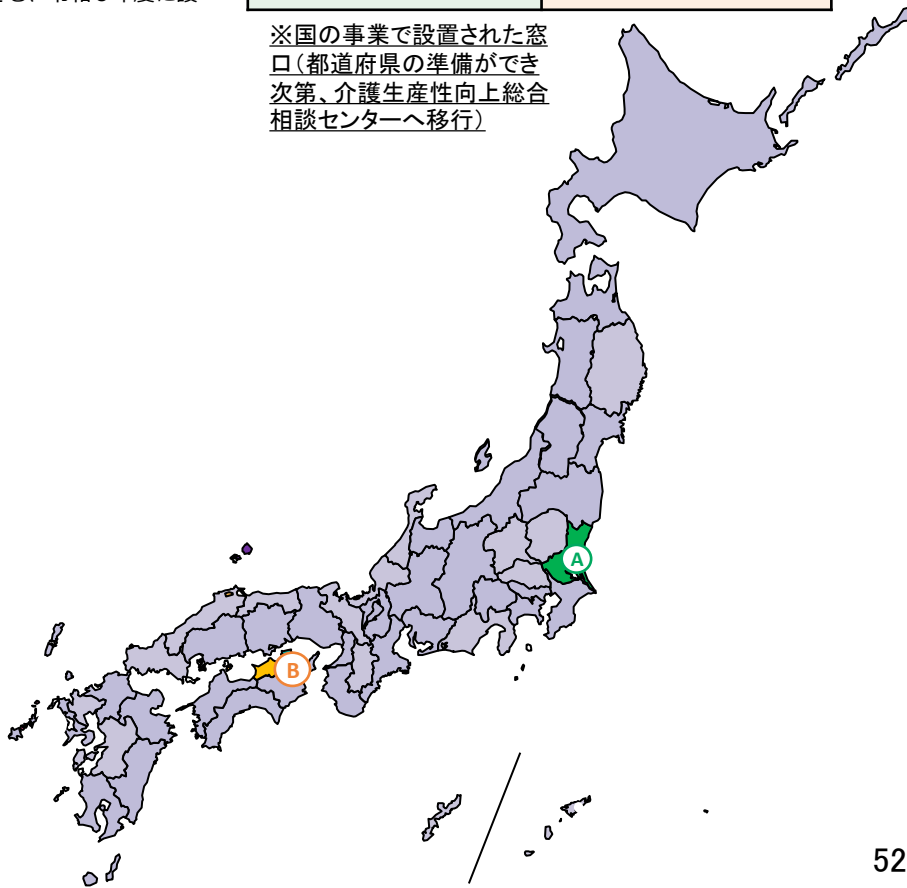 ※国の事業で設置された窓
口（都道府県の準備ができ
次第、介護生産性向上総合
相談センターへ移行）
A
B
52